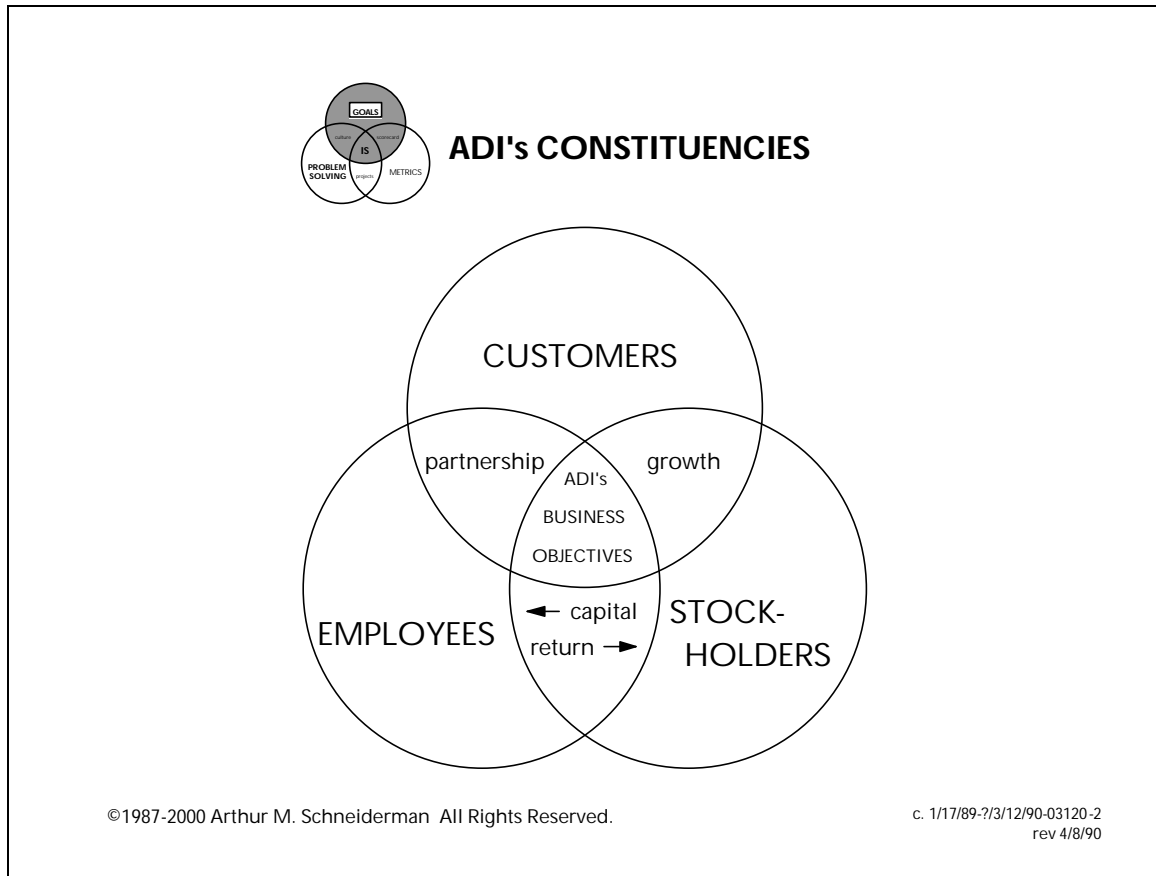 GOALS
culture
scorecard
IS
PROBLEM
SOLVING
projects
METRICS
ADI's CONSTITUENCIES
CUSTOMERS
partnership
growth
ADI's
BUSINESS
OBJECTIVES
EMPLOYEES
capital
return
STOCK-
HOLDERS
©1987-2000 Arthur M. Schneiderman All Rights Reserved.
c. 1/17/89-?/3/12/90-03120-2
rev 4/8/90